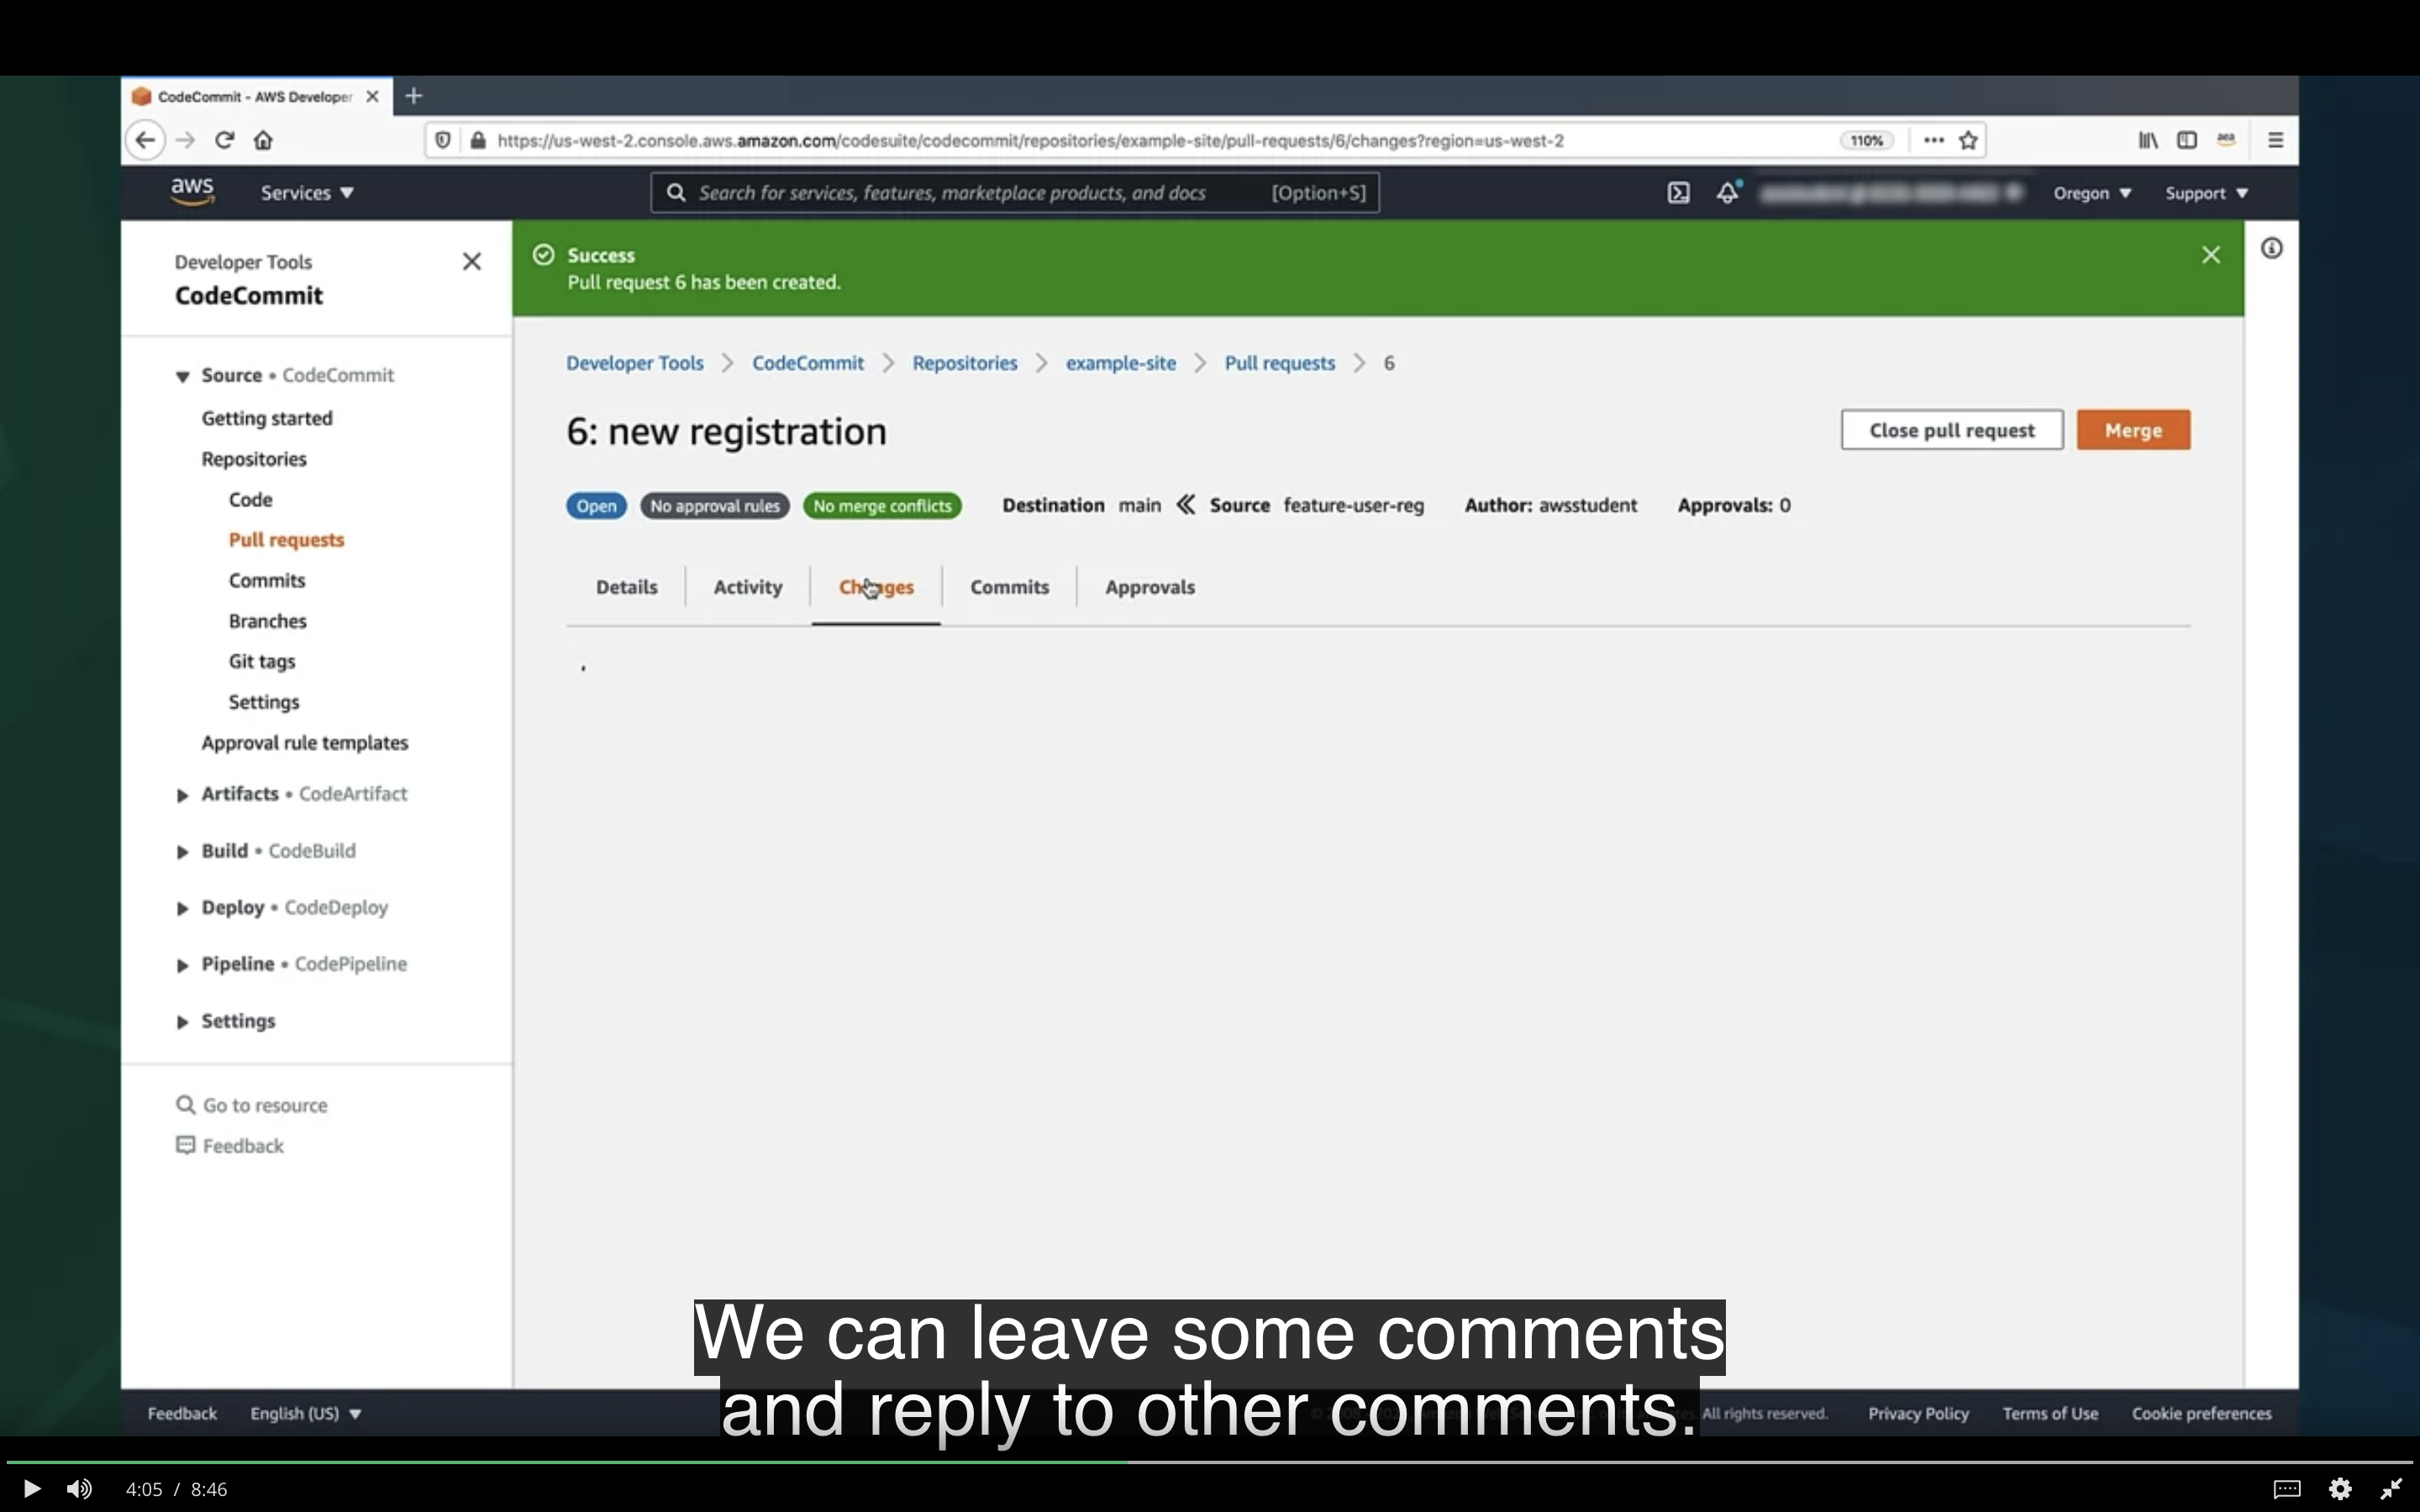 CodeCommit - AWS Developer
https://us-west-2.console.aws.amazon.com/codesuite/codecommit/repositories/example-site/pull-requests/6/changes?region=us-west-2
110%
aws
Services
Search for services, features, marketplace products, and docs [Option+S]
Oregon
Support
Developer Tools
CodeCommit
Source • CodeCommit
Getting started
Repositories
Code
Pull requests
Commits
Branches
Git tags
Settings
Approval rule templates
Artifacts • CodeArtifact
Build • CodeBuild
Deploy • CodeDeploy
Pipeline • CodePipeline
Settings
Go to resource
Feedback
Success
Pull request 6 has been created.
Developer Tools > CodeCommit > Repositories > example-site > Pull requests > 6
6: new registration
Close pull request
Merge
Open No approval rules No merge conflicts Destination main « Source feature-user-reg Author: awsstudent Approvals: 0
Details Activity Changes Commits Approvals
We can leave some comments
and reply to other comments.
Feedback English (US)
All rights reserved. Privacy Policy Terms of Use Cookie preferences
4:05 / 8:46